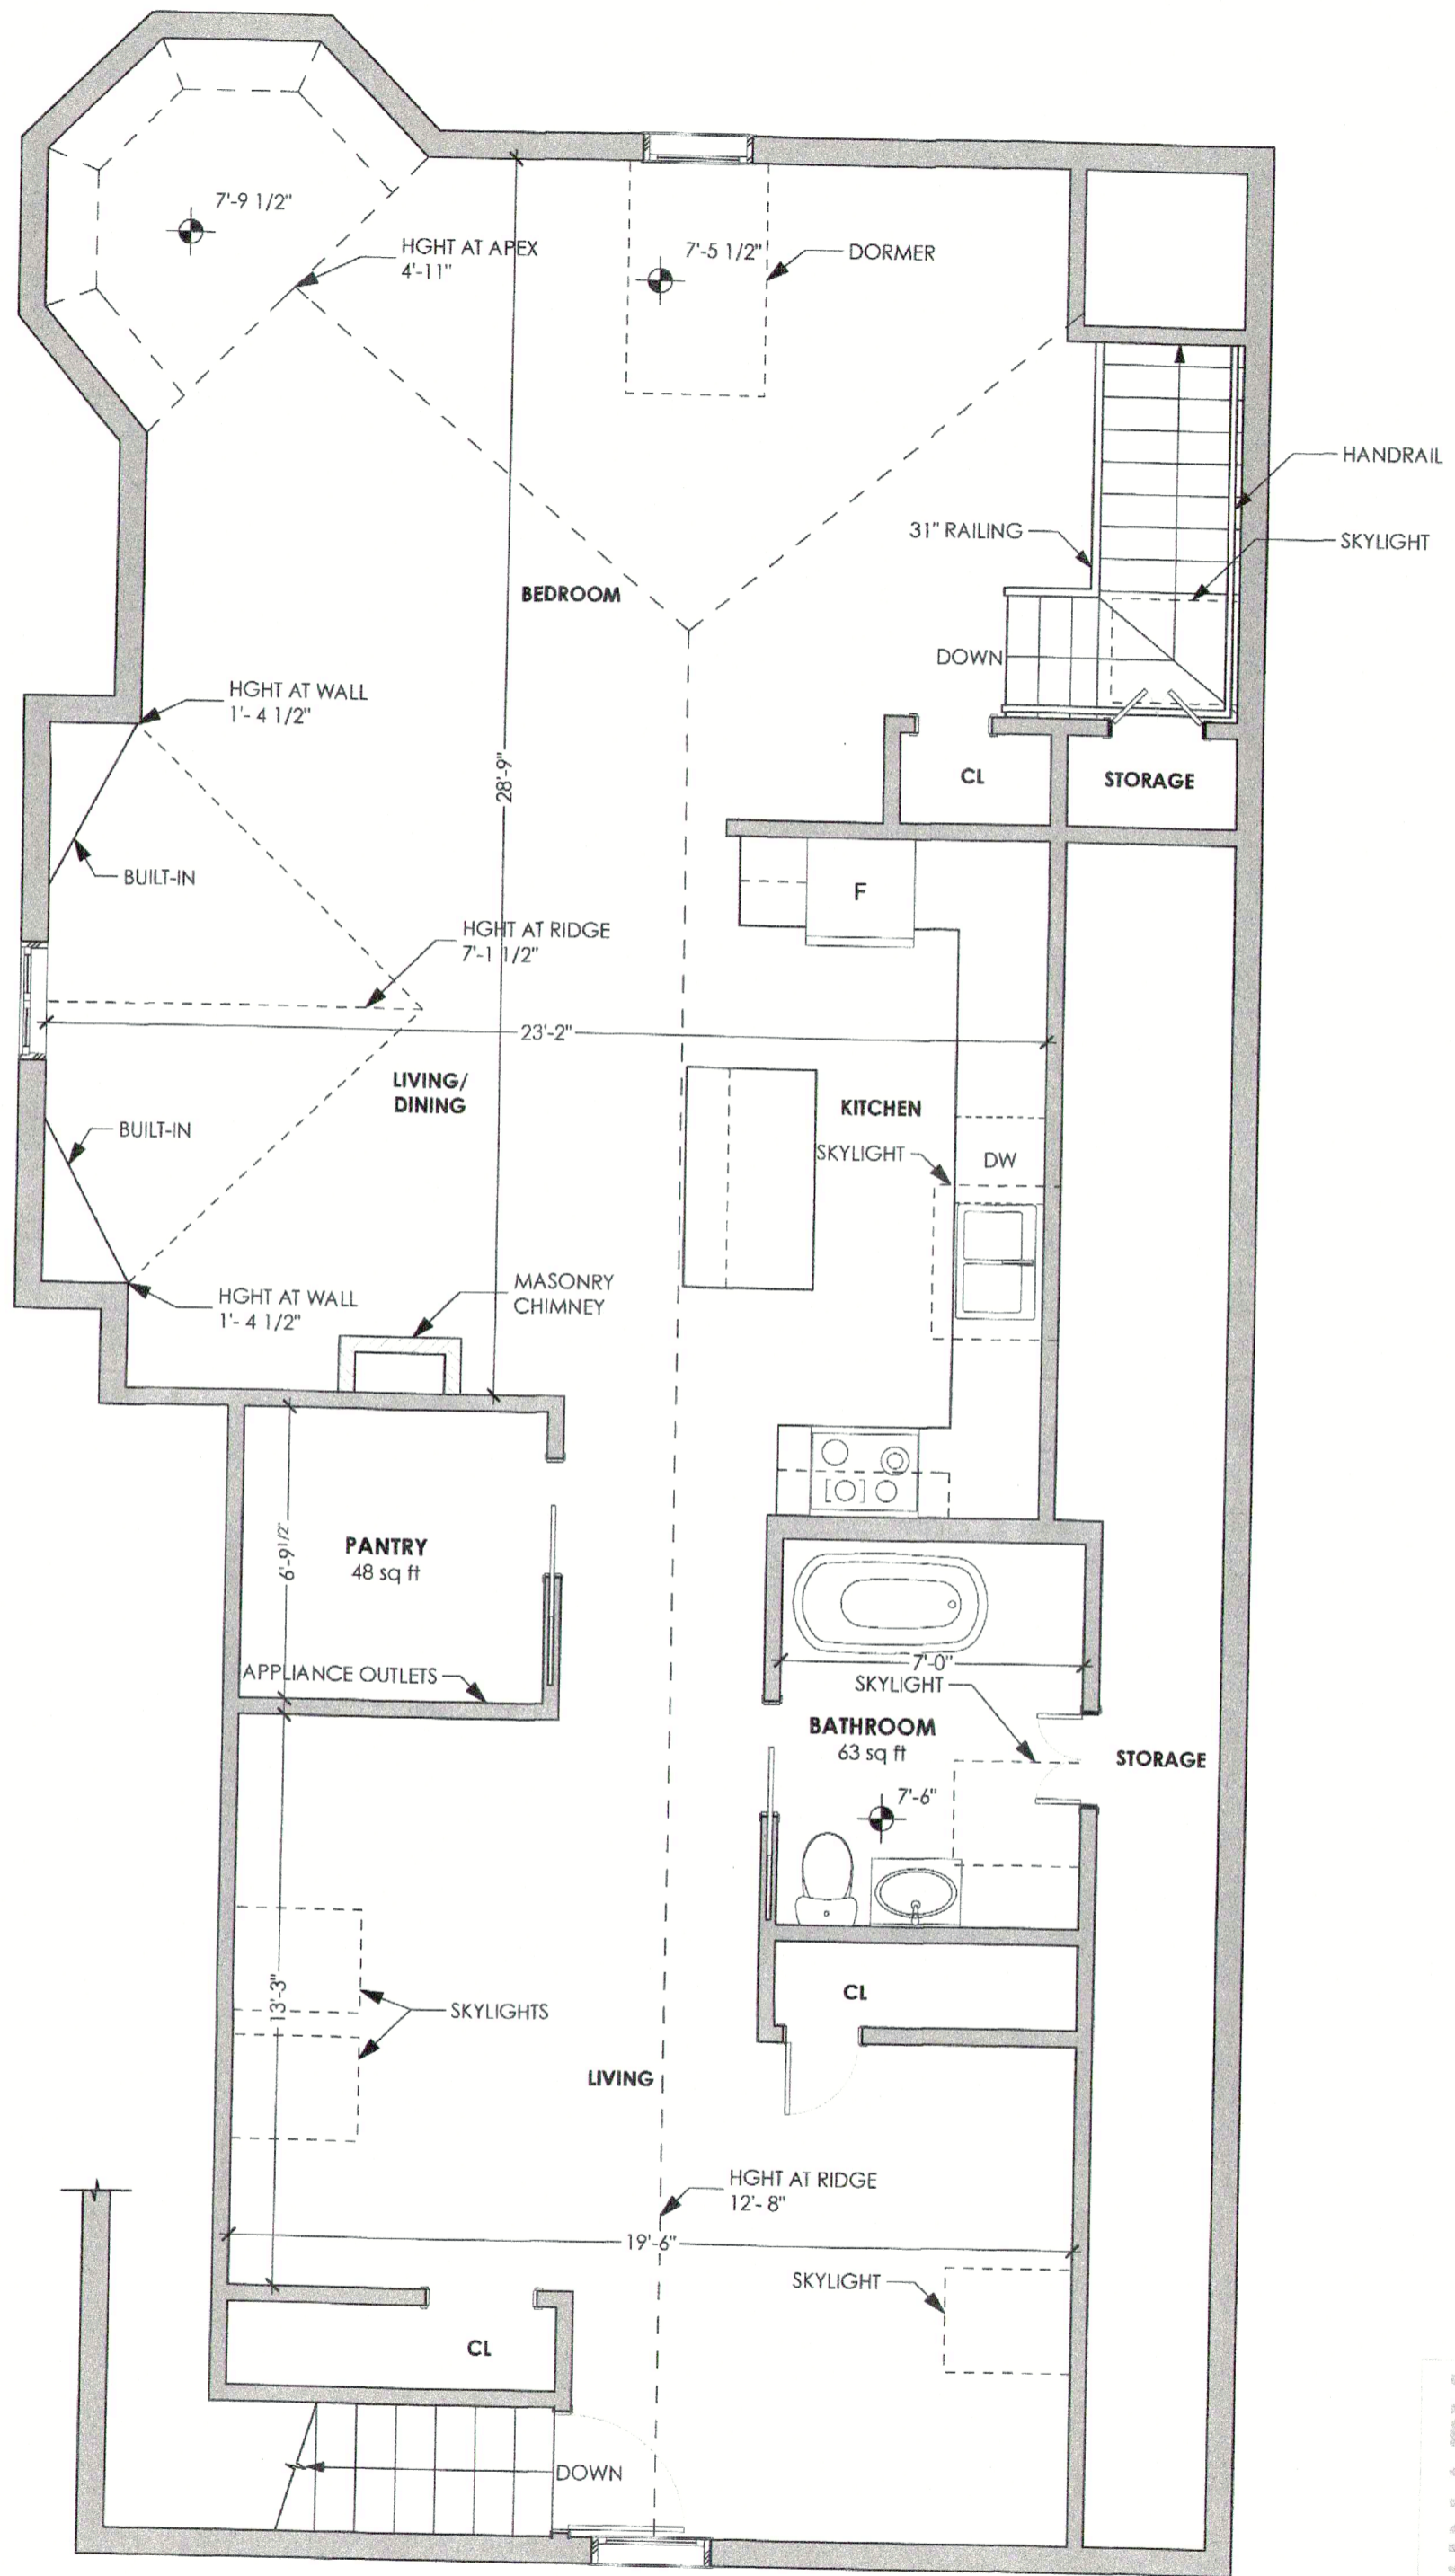 7'-9 1/2"
HGHT AT APEX
4'-11"
7'-5 1/2"
DORMER
HANDRAIL
31" RAILING
SKYLIGHT
BEDROOM
DOWN
HGHT AT WALL
1'- 4 1/2"
28'-9"
CL
STORAGE
BUILT-IN
F
HGHT AT RIDGE
7'-1 1/2"
23'-2"
LIVING/
DINING
KITCHEN
BUILT-IN
SKYLIGHT
DW
HGHT AT WALL
1'- 4 1/2"
MASONRY
CHIMNEY
PANTRY
48 sq ft
6'-9 1/2"
APPLIANCE OUTLETS
7'-0"
SKYLIGHT
BATHROOM
63 sq ft
STORAGE
7'-6"
13'-3"
SKYLIGHTS
CL
LIVING
HGHT AT RIDGE
12'- 8"
19'-6"
SKYLIGHT
CL
DOWN